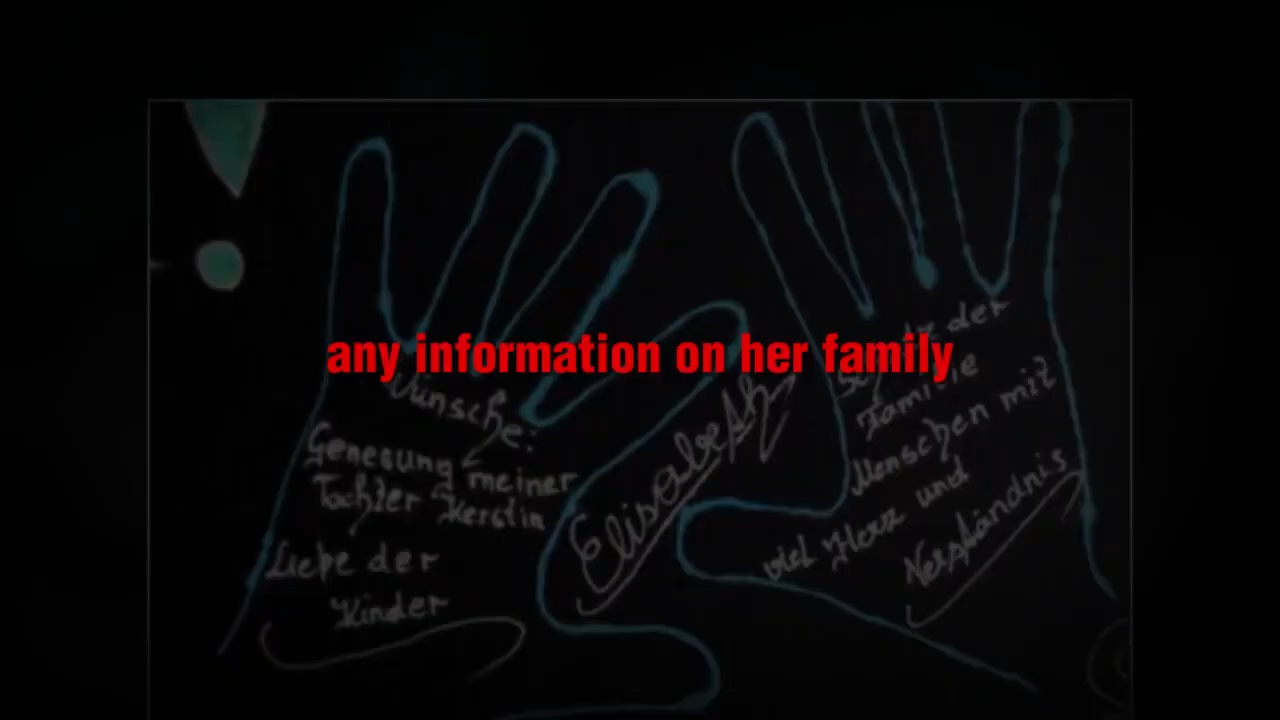 any information on her family
Wünsche:
Genesung meiner
Tochter Kerstin
Liebe der
Kinder
Elisabeth
der
Familie
Menschen mit
viel Herz und
Verständnis